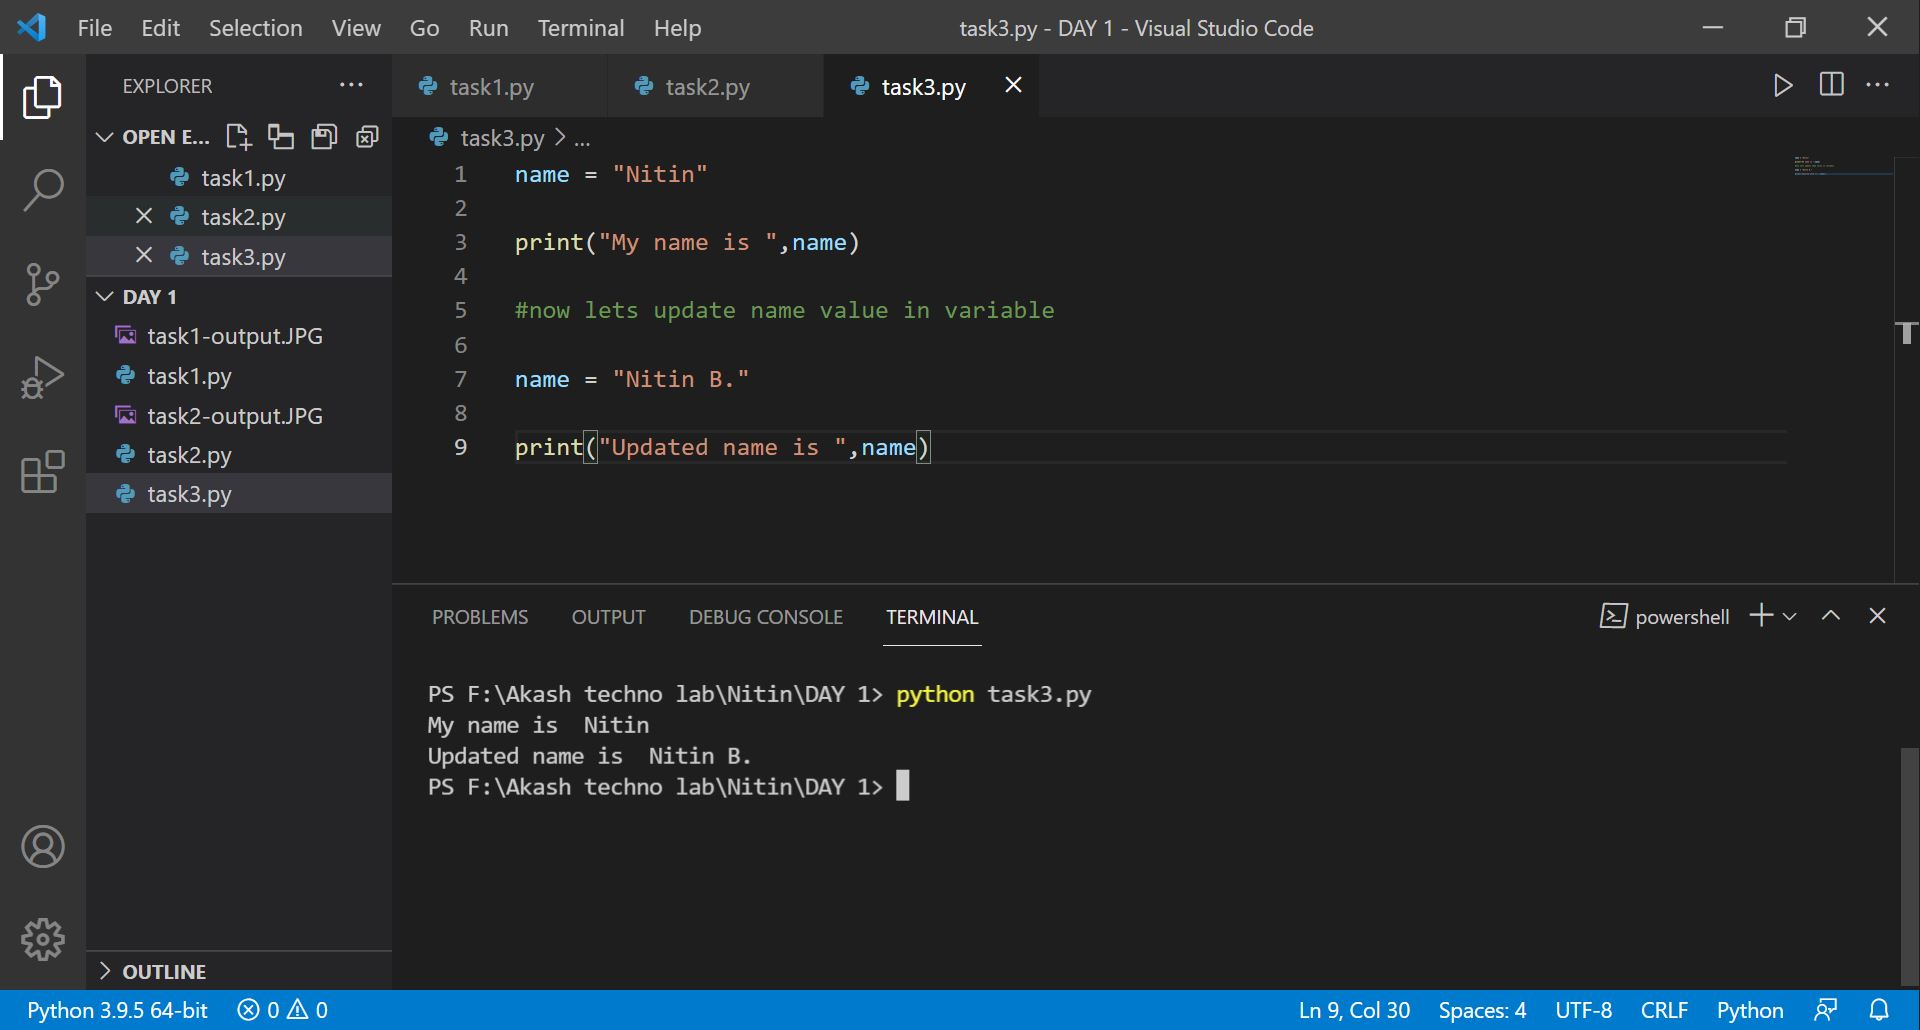 File Edit Selection View Go Run Terminal Help task3.py - DAY 1 - Visual Studio Code
EXPLORER
OPEN E...
task1.py
task2.py
task3.py
DAY 1
task1-output.JPG
task1.py
task2-output.JPG
task2.py
task3.py
OUTLINE
task1.py task2.py task3.py
task3.py > ...
1 name = "Nitin"
2
3 print("My name is ",name)
4
5 #now lets update name value in variable
6
7 name = "Nitin B."
8
9 print("Updated name is ",name)
PROBLEMS OUTPUT DEBUG CONSOLE TERMINAL powershell
PS F:\Akash techno lab\Nitin\DAY 1> python task3.py
My name is  Nitin
Updated name is  Nitin B.
PS F:\Akash techno lab\Nitin\DAY 1>
Python 3.9.5 64-bit 0 0 Ln 9, Col 30 Spaces: 4 UTF-8 CRLF Python